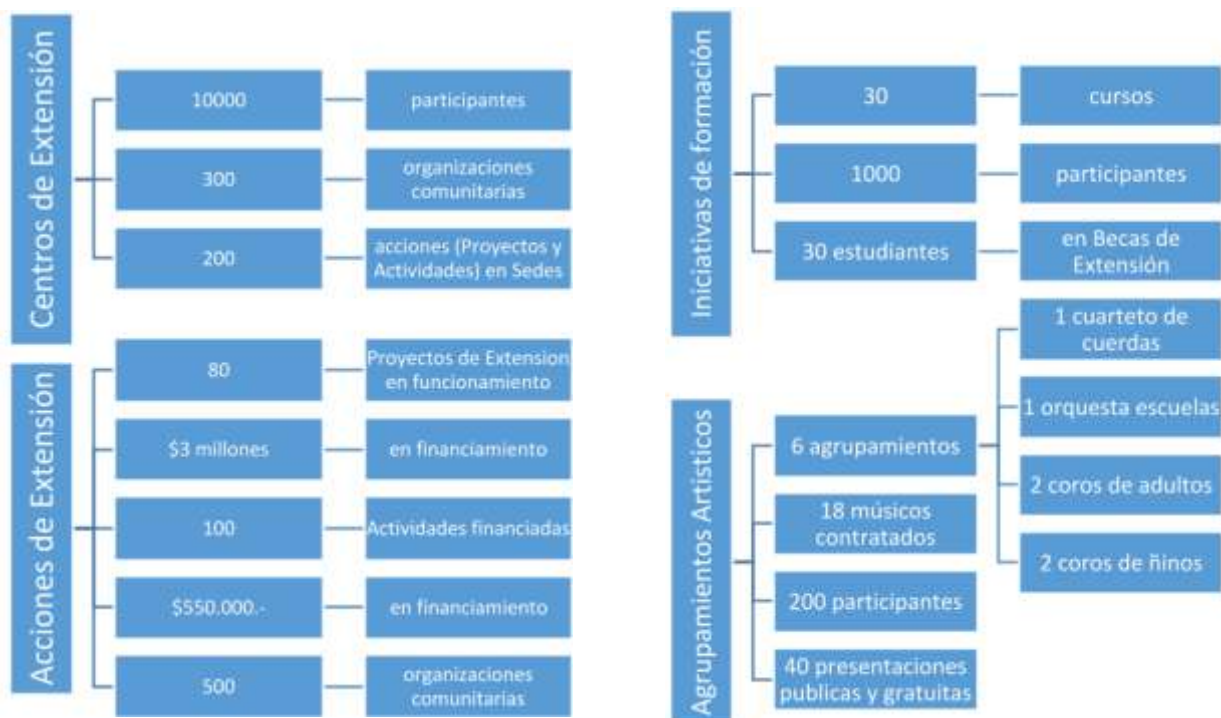 Centros de Extensión
10000
participantes
300
organizaciones
comunitarias
200
acciones (Proyectos y
Actividades) en Sedes
Acciones de Extensión
80
Proyectos de Extension
en funcionamiento
$3 millones
en financiamiento
100
Actividades financiadas
$550.000.-
en financiamiento
500
organizaciones
comunitarias
Iniciativas de formación
30
cursos
1000
participantes
30 estudiantes
en Becas de
Extensión
Agrupamientos Artísticos
6 agrupamientos
1 cuarteto de
cuerdas
1 orquesta escuelas
2 coros de adultos
2 coros de ñinos
18 músicos
contratados
200 participantes
40 presentaciones
publicas y gratuitas